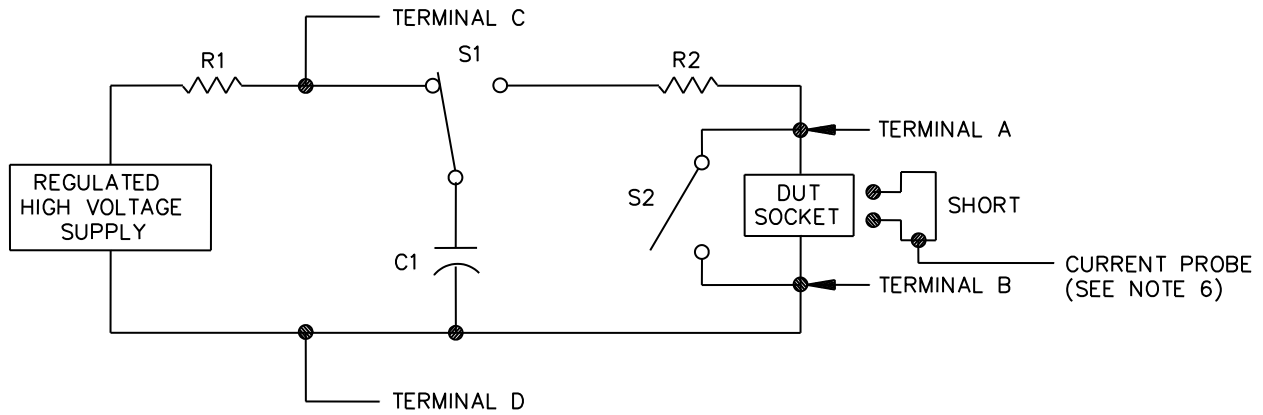 TERMINAL C
S1
R1
R2
TERMINAL A
REGULATED
HIGH VOLTAGE
SUPPLY
S2
DUT
SOCKET
SHORT
C1
CURRENT PROBE
(SEE NOTE 6)
TERMINAL B
TERMINAL D